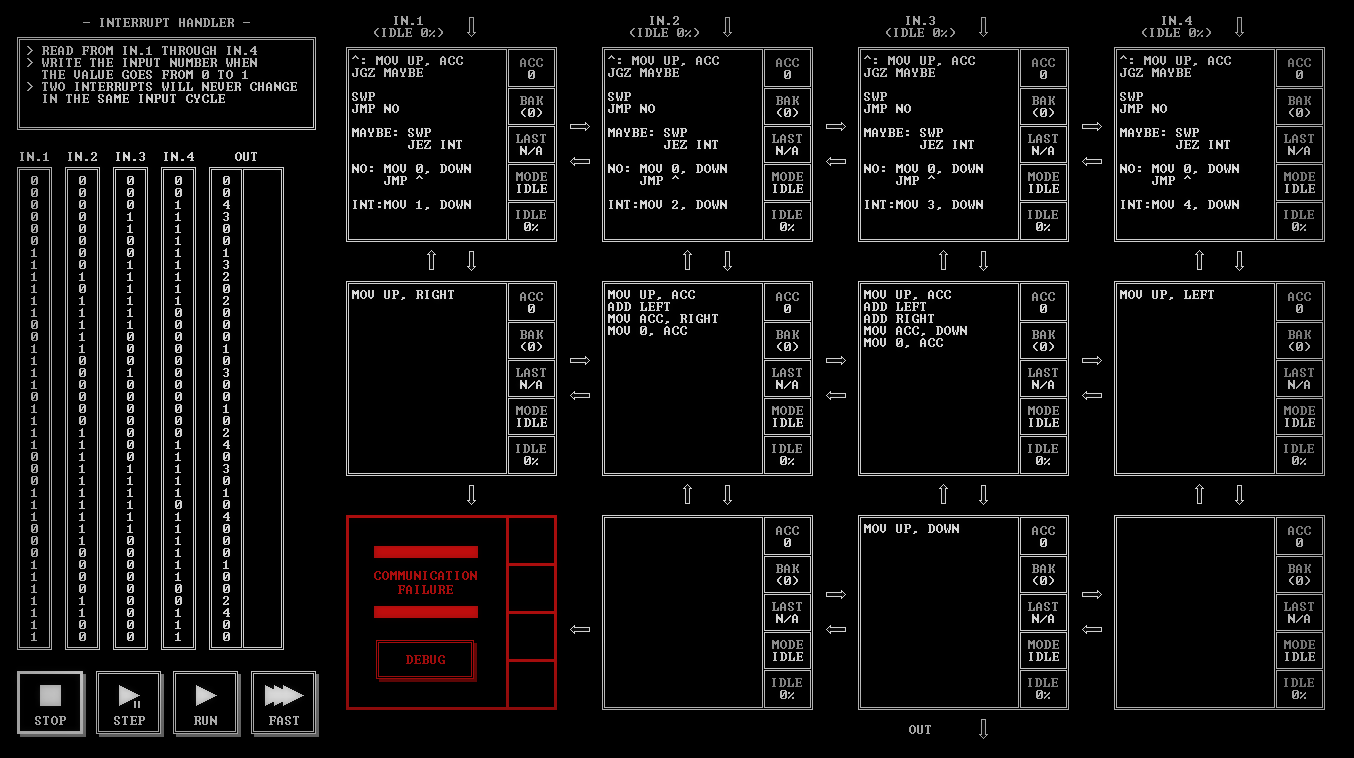 — INTERRUPT HANDLER —
> READ FROM IN.1 THROUGH IN.4
> WRITE THE INPUT NUMBER WHEN
THE VALUE GOES FROM 0 TO 1
> TWO INTERRUPTS WILL NEVER CHANGE
IN THE SAME INPUT CYCLE
IN.1 IN.2 IN.3 IN.4 OUT
0 0 0 0 0
0 0 0 0 0
0 0 0 1 4
0 0 1 1 3
0 0 1 1 0
0 0 1 1 0
1 0 0 1 1
1 0 1 1 3
1 1 1 1 2
1 0 1 1 0
1 1 1 1 2
1 1 1 1 0
0 1 1 1 0
0 1 1 1 0
1 1 1 1 1
1 0 0 1 0
1 0 1 1 3
0 0 0 1 0
0 0 0 0 0
1 0 0 0 1
1 0 0 0 0
1 1 0 0 2
1 1 0 1 4
0 1 0 1 0
0 1 1 1 3
0 1 1 1 0
1 1 1 1 1
1 1 1 0 0
1 1 1 1 4
0 1 1 1 0
0 0 1 1 0
0 0 1 1 0
1 0 1 1 1
1 0 1 1 0
1 0 0 0 0
1 1 0 0 2
1 1 0 1 4
1 0 0 1 0
1 0 0 1 0
STOP
STEP
RUN
FAST
IN.1
(IDLE 0%)
IN.2
(IDLE 0%)
IN.3
(IDLE 0%)
IN.4
(IDLE 0%)
^: MOV UP, ACC
JGZ MAYBE
SWP
JMP NO
MAYBE: SWP
JEZ INT
NO: MOV 0, DOWN
JMP ^
INT:MOV 1, DOWN
ACC
0
BAK
(0)
LAST
N/A
MODE
IDLE
IDLE
0%
^: MOV UP, ACC
JGZ MAYBE
SWP
JMP NO
MAYBE: SWP
JEZ INT
NO: MOV 0, DOWN
JMP ^
INT:MOV 2, DOWN
ACC
0
BAK
(0)
LAST
N/A
MODE
IDLE
IDLE
0%
^: MOV UP, ACC
JGZ MAYBE
SWP
JMP NO
MAYBE: SWP
JEZ INT
NO: MOV 0, DOWN
JMP ^
INT:MOV 3, DOWN
ACC
0
BAK
(0)
LAST
N/A
MODE
IDLE
IDLE
0%
^: MOV UP, ACC
JGZ MAYBE
SWP
JMP NO
MAYBE: SWP
JEZ INT
NO: MOV 0, DOWN
JMP ^
INT:MOV 4, DOWN
ACC
0
BAK
(0)
LAST
N/A
MODE
IDLE
IDLE
0%
MOV UP, RIGHT
ACC
0
BAK
(0)
LAST
N/A
MODE
IDLE
IDLE
0%
MOV UP, ACC
ADD LEFT
MOV ACC, RIGHT
MOV 0, ACC
ACC
0
BAK
(0)
LAST
N/A
MODE
IDLE
IDLE
0%
MOV UP, ACC
ADD LEFT
ADD RIGHT
MOV ACC, DOWN
MOV 0, ACC
ACC
0
BAK
(0)
LAST
N/A
MODE
IDLE
IDLE
0%
MOV UP, LEFT
ACC
0
BAK
(0)
LAST
N/A
MODE
IDLE
IDLE
0%
COMMUNICATION
FAILURE
DEBUG
ACC
0
BAK
(0)
LAST
N/A
MODE
IDLE
IDLE
0%
MOV UP, DOWN
ACC
0
BAK
(0)
LAST
N/A
MODE
IDLE
IDLE
0%
ACC
0
BAK
(0)
LAST
N/A
MODE
IDLE
IDLE
0%
OUT